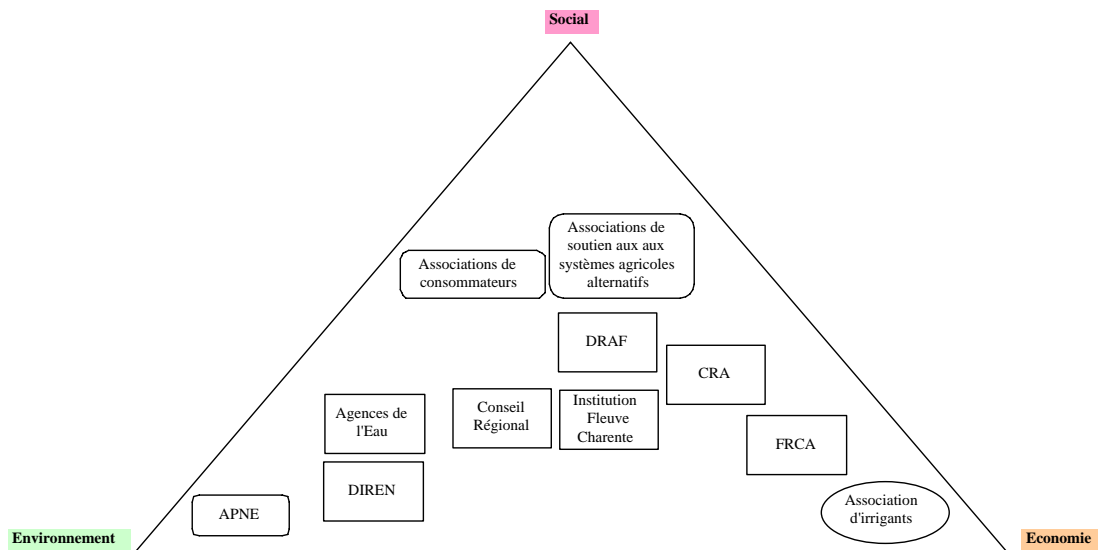 Social
Associations de
soutien aux aux
systèmes agricoles
alternatifs
Associations de
consommateurs
DRAF
CRA
Agences de
l'Eau
Conseil
Régional
Institution
Fleuve
Charente
FRCA
DIREN
APNE
Association
d'irrigants
Environnement
Economie